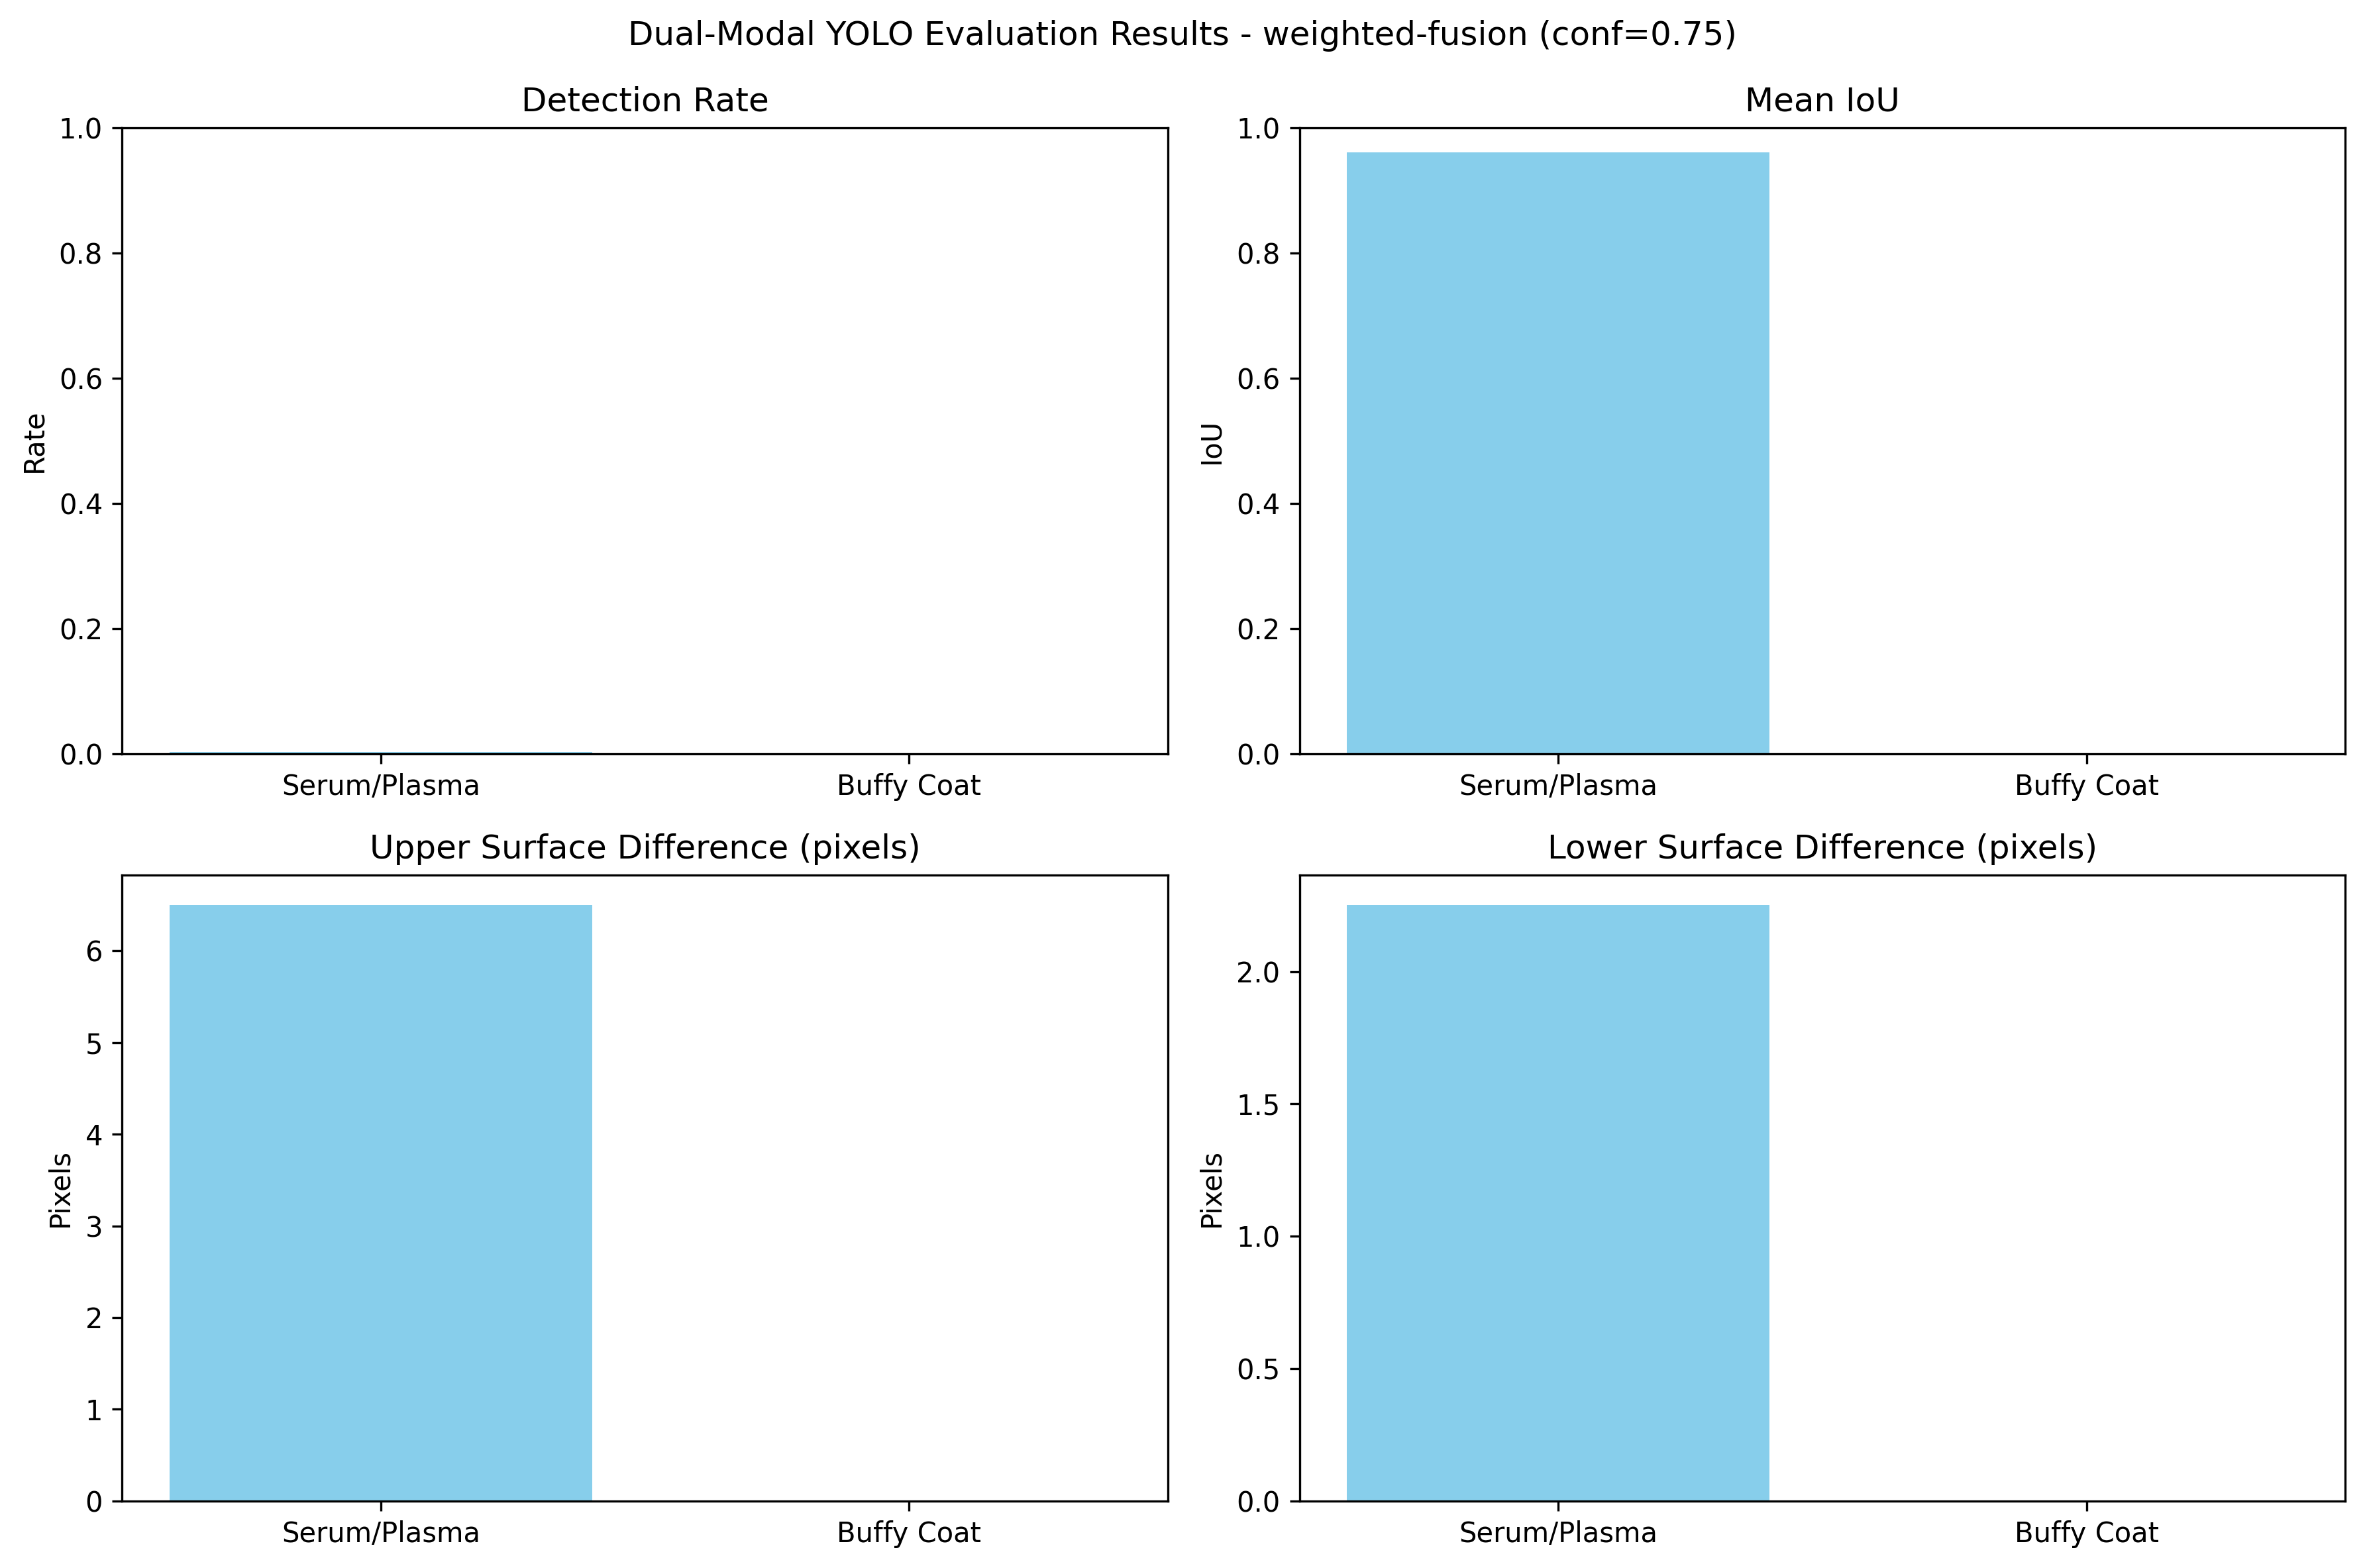 Dual-Modal YOLO Evaluation Results - weighted-fusion (conf=0.75)
Detection Rate
1.0
0.8
0.6
0.4
0.2
0.0
Rate
Serum/Plasma
Buffy Coat
Mean IoU
1.0
0.8
0.6
0.4
0.2
0.0
IoU
Serum/Plasma
Buffy Coat
Upper Surface Difference (pixels)
6
5
4
3
2
1
0
Pixels
Serum/Plasma
Buffy Coat
Lower Surface Difference (pixels)
2.0
1.5
1.0
0.5
0.0
Pixels
Serum/Plasma
Buffy Coat